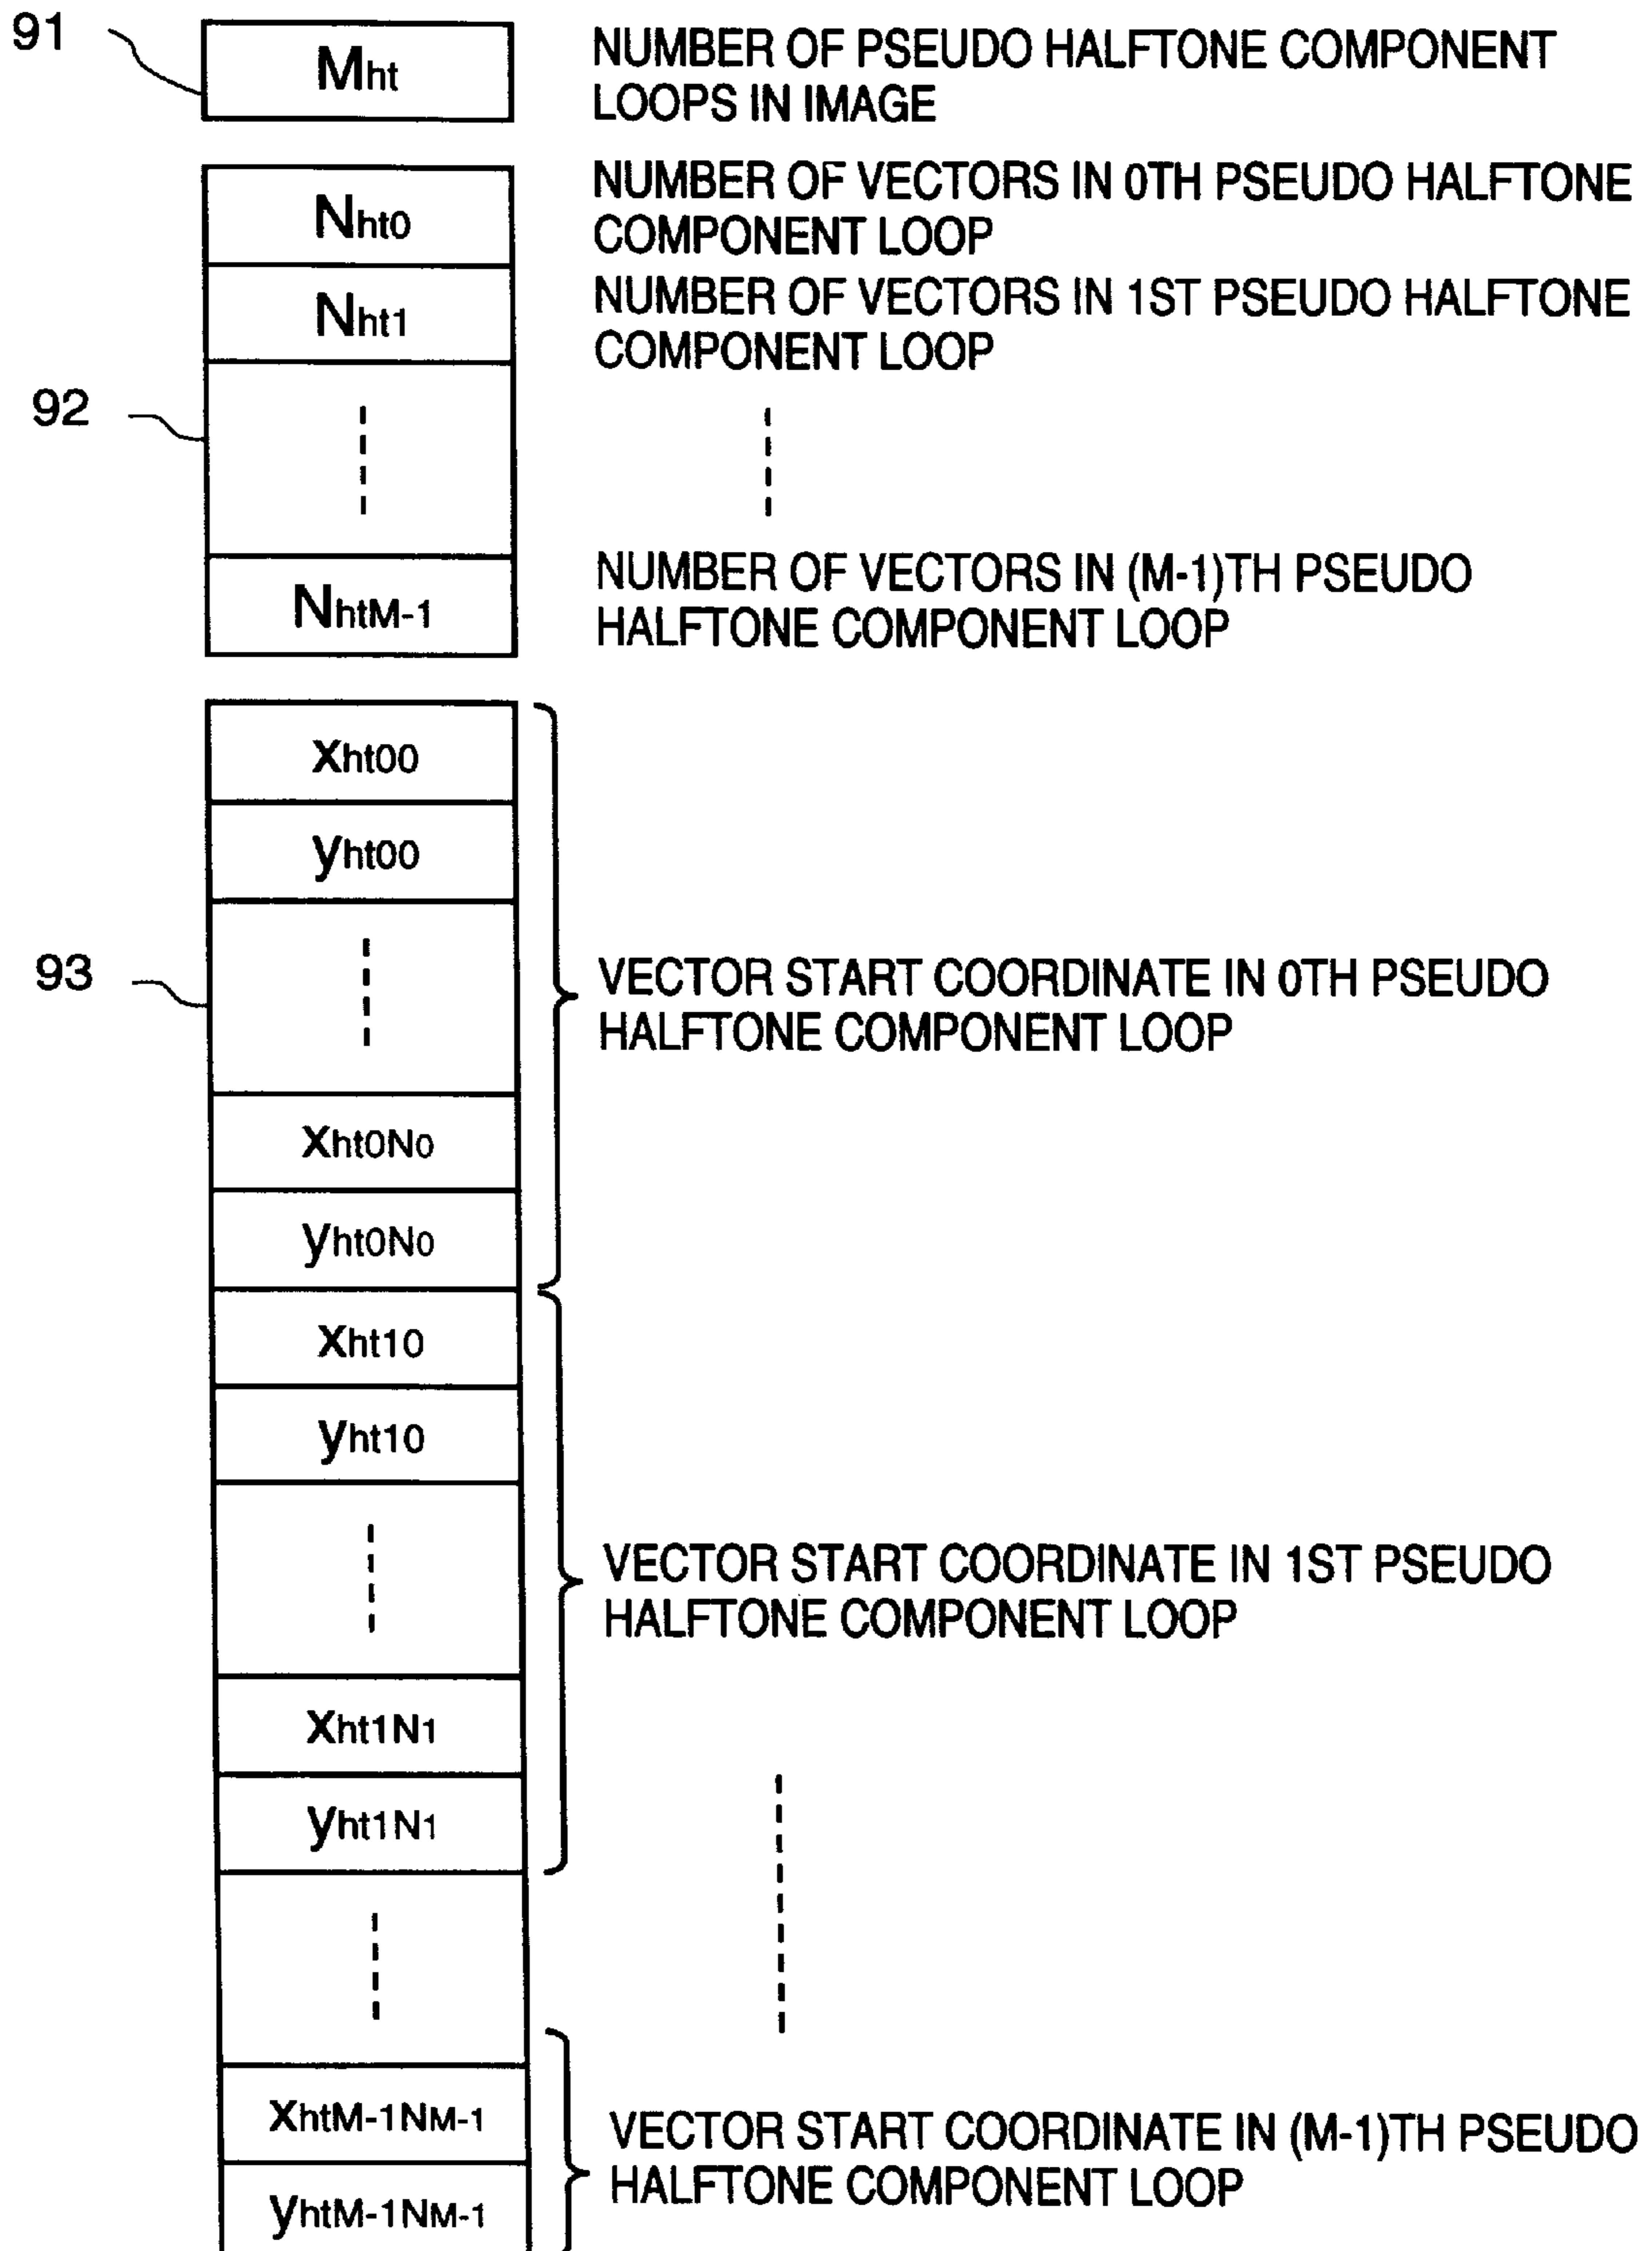 91
Mht
NUMBER OF PSEUDO HALFTONE COMPONENT
LOOPS IN IMAGE
Nht0
NUMBER OF VECTORS IN 0TH PSEUDO HALFTONE
COMPONENT LOOP
Nht1
NUMBER OF VECTORS IN 1ST PSEUDO HALFTONE
COMPONENT LOOP
92
NhtM-1
NUMBER OF VECTORS IN (M-1)TH PSEUDO
HALFTONE COMPONENT LOOP
xht00
yht00
93
VECTOR START COORDINATE IN 0TH PSEUDO
HALFTONE COMPONENT LOOP
xht0N0
yht0N0
xht10
yht10
VECTOR START COORDINATE IN 1ST PSEUDO
HALFTONE COMPONENT LOOP
xht1N1
yht1N1
xhtM-1NM-1
yhtM-1NM-1
VECTOR START COORDINATE IN (M-1)TH PSEUDO
HALFTONE COMPONENT LOOP